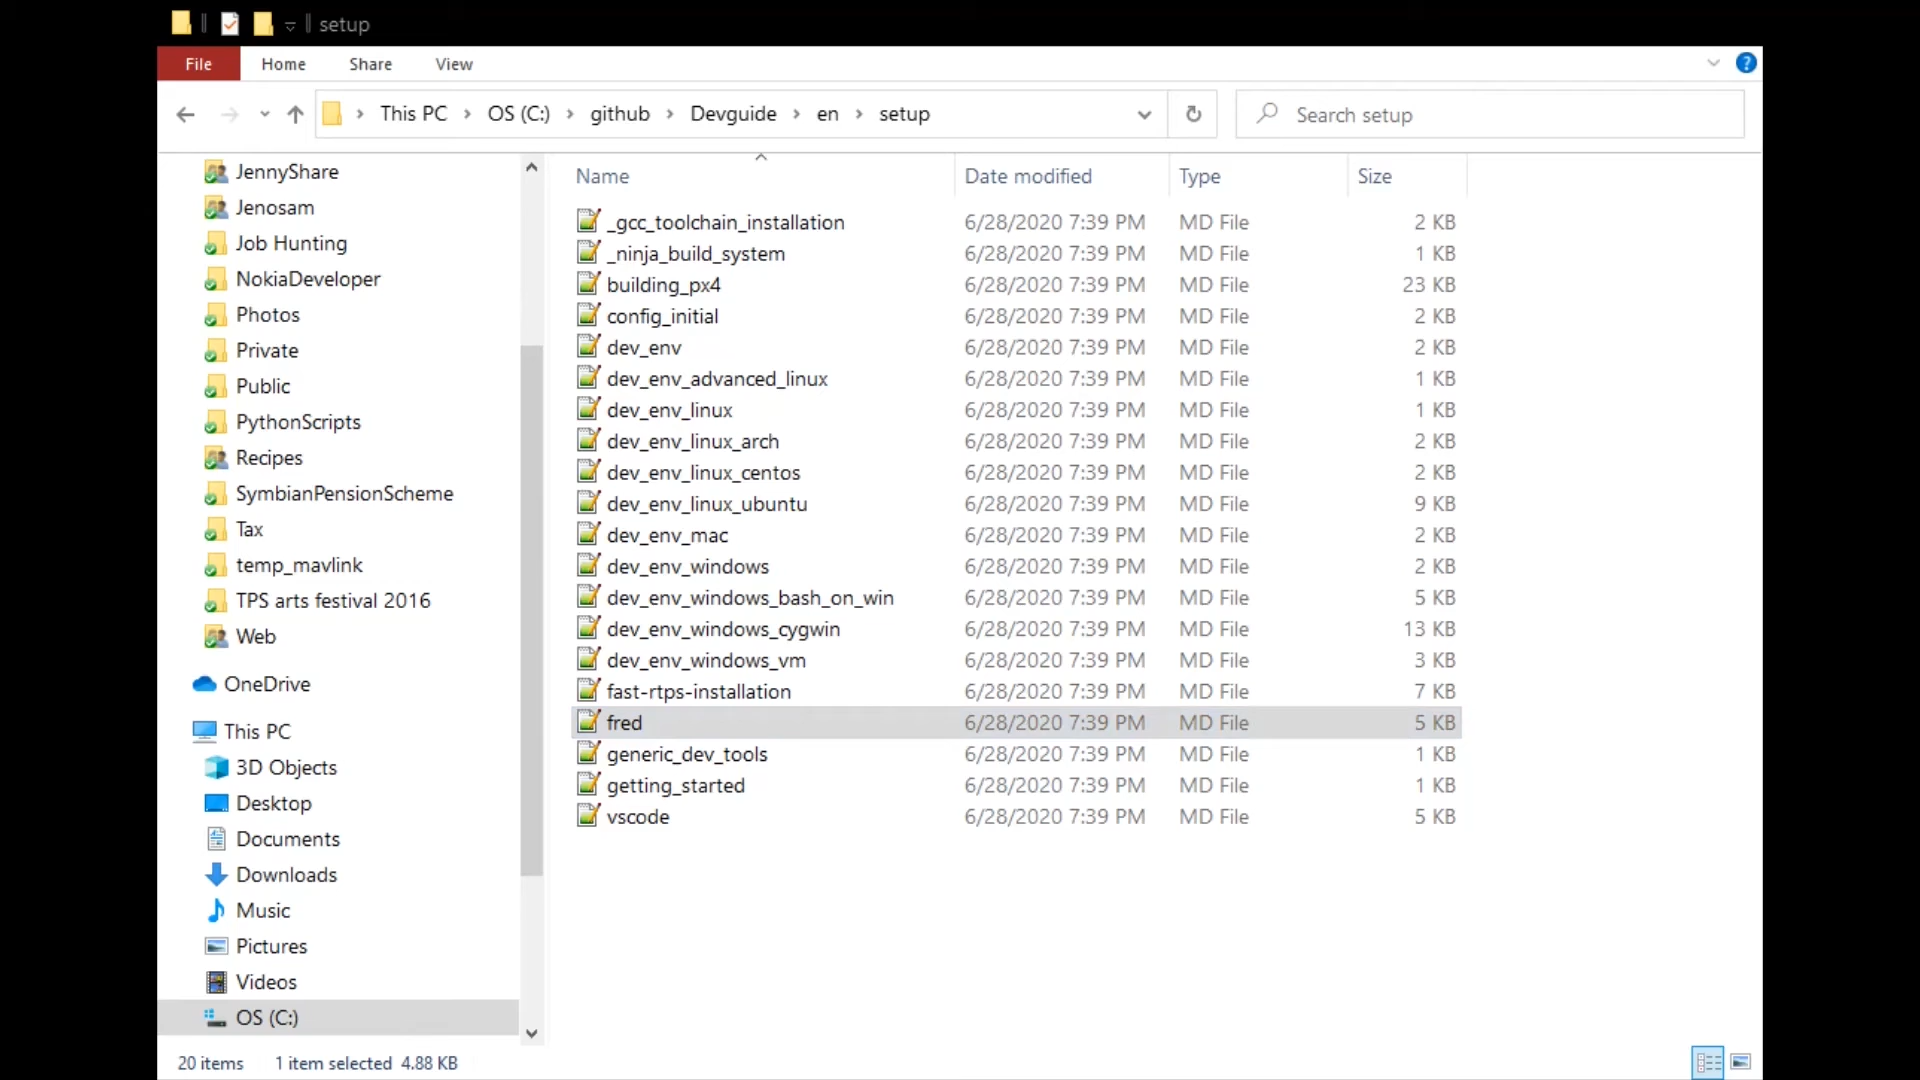 setup
File Home Share View
This PC OS (C:) github Devguide en setup Search setup
JennyShare
Jenosam
Job Hunting
NokiaDeveloper
Photos
Private
Public
PythonScripts
Recipes
SymbianPensionScheme
Tax
temp_mavlink
TPS arts festival 2016
Web
OneDrive
This PC
3D Objects
Desktop
Documents
Downloads
Music
Pictures
Videos
OS (C:)
Name Date modified Type Size
_gcc_toolchain_installation 6/28/2020 7:39 PM MD File 2 KB
_ninja_build_system 6/28/2020 7:39 PM MD File 1 KB
building_px4 6/28/2020 7:39 PM MD File 23 KB
config_initial 6/28/2020 7:39 PM MD File 2 KB
dev_env 6/28/2020 7:39 PM MD File 2 KB
dev_env_advanced_linux 6/28/2020 7:39 PM MD File 1 KB
dev_env_linux 6/28/2020 7:39 PM MD File 1 KB
dev_env_linux_arch 6/28/2020 7:39 PM MD File 2 KB
dev_env_linux_centos 6/28/2020 7:39 PM MD File 2 KB
dev_env_linux_ubuntu 6/28/2020 7:39 PM MD File 9 KB
dev_env_mac 6/28/2020 7:39 PM MD File 2 KB
dev_env_windows 6/28/2020 7:39 PM MD File 2 KB
dev_env_windows_bash_on_win 6/28/2020 7:39 PM MD File 5 KB
dev_env_windows_cygwin 6/28/2020 7:39 PM MD File 13 KB
dev_env_windows_vm 6/28/2020 7:39 PM MD File 3 KB
fast-rtps-installation 6/28/2020 7:39 PM MD File 7 KB
fred 6/28/2020 7:39 PM MD File 5 KB
generic_dev_tools 6/28/2020 7:39 PM MD File 1 KB
getting_started 6/28/2020 7:39 PM MD File 1 KB
vscode 6/28/2020 7:39 PM MD File 5 KB
20 items 1 item selected 4.88 KB